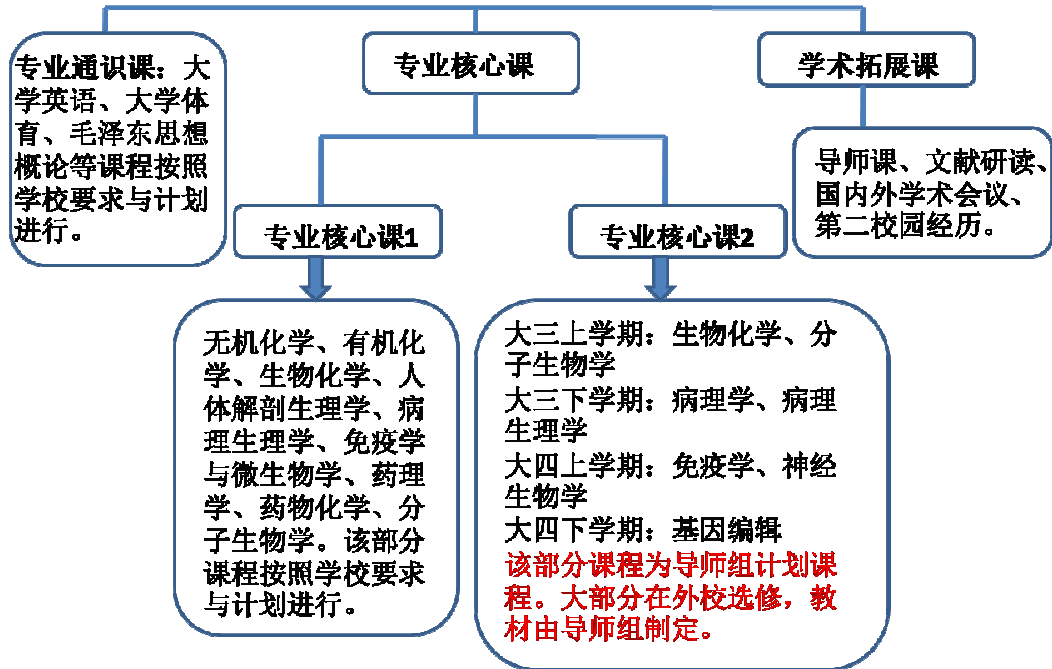 专业通识课：大
学英语、大学体
育、毛泽东思想
概论等课程按照
学校要求与计划
进行。
专业核心课
学术拓展课
导师课、文献研读、
国内外学术会议、
第二校园经历。
专业核心课1
专业核心课2
无机化学、有机化
学、生物化学、人
体解剖生理学、病
理生理学、免疫学
与微生物学、药理
学、药物化学、分
子生物学。该部分
课程按照学校要求
与计划进行。
大三上学期：生物化学、分
子生物学
大三下学期：病理学、病理
生理学
大四上学期：免疫学、神经
生物学
大四下学期：基因编辑
该部分课程为导师组计划课
程。大部分在外校选修，教
材由导师组制定。